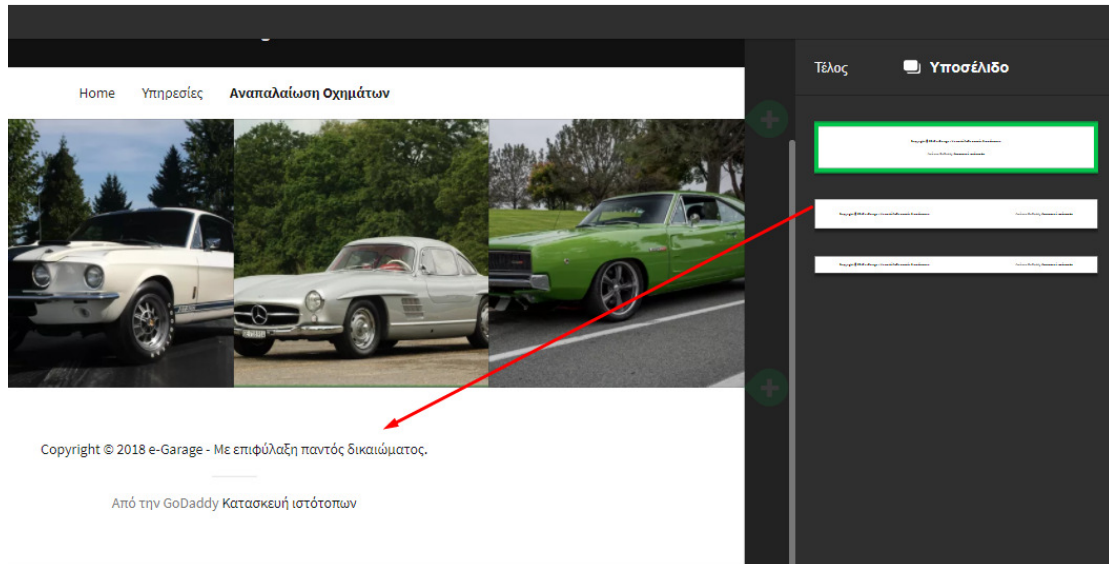 Τέλος
Υποσέλιδο
Home Υπηρεσίες Αναπαλαίωση Οχημάτων
Copyright © 2018 e-Garage - Με επιφύλαξη παντός δικαιώματος.
Από την GoDaddy Κατασκευή ιστότοπων